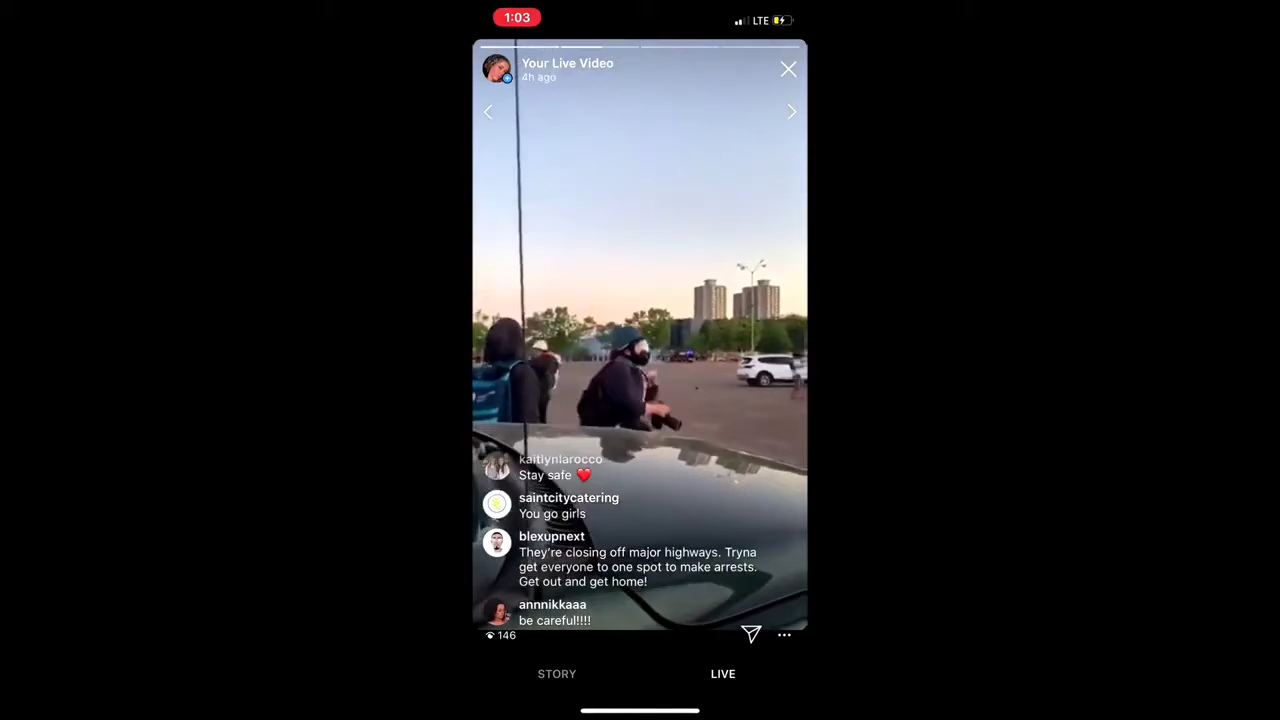 1:03
LTE
Your Live Video
4h ago
kaitlynlarocco
Stay safe ❤️
saintcitycatering
You go girls
blexupnext
They're closing off major highways. Tryna
get everyone to one spot to make arrests.
Get out and get home!
annnikkaaa
be careful!!!!
146
STORY
LIVE